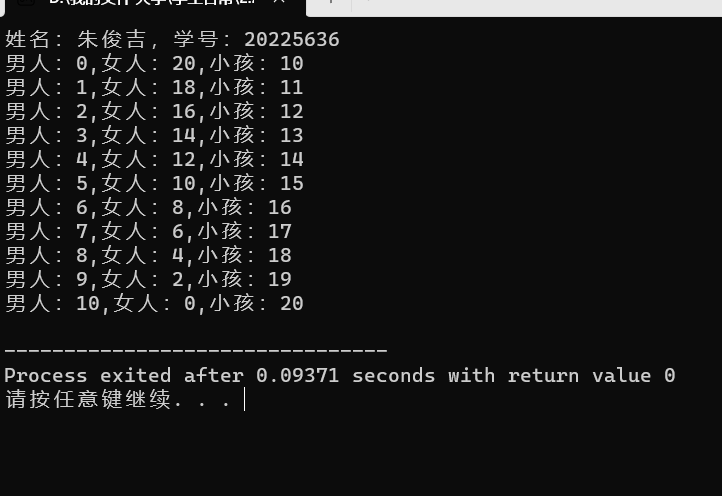 姓名：朱俊吉，学号：20225636
男人：0,女人：20,小孩：10
男人：1,女人：18,小孩：11
男人：2,女人：16,小孩：12
男人：3,女人：14,小孩：13
男人：4,女人：12,小孩：14
男人：5,女人：10,小孩：15
男人：6,女人：8,小孩：16
男人：7,女人：6,小孩：17
男人：8,女人：4,小孩：18
男人：9,女人：2,小孩：19
男人：10,女人：0,小孩：20
--------------------------------
Process exited after 0.09371 seconds with return value 0
请按任意键继续. . .